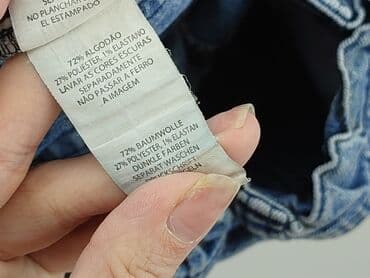 NO PLANCHAR
EL ESTAMPADO
72% ALGODÃO
27% POLIESTER, 1% ELASTANO
LAVAR AS CORES ESCURAS
SEPARADAMENTE
NÃO PASSAR A FERRO
A IMAGEM
72% BAUMWOLLE
27% POLYESTER, 1% ELASTAN
DUNKLE FARBEN
SEPARAT WASCHEN